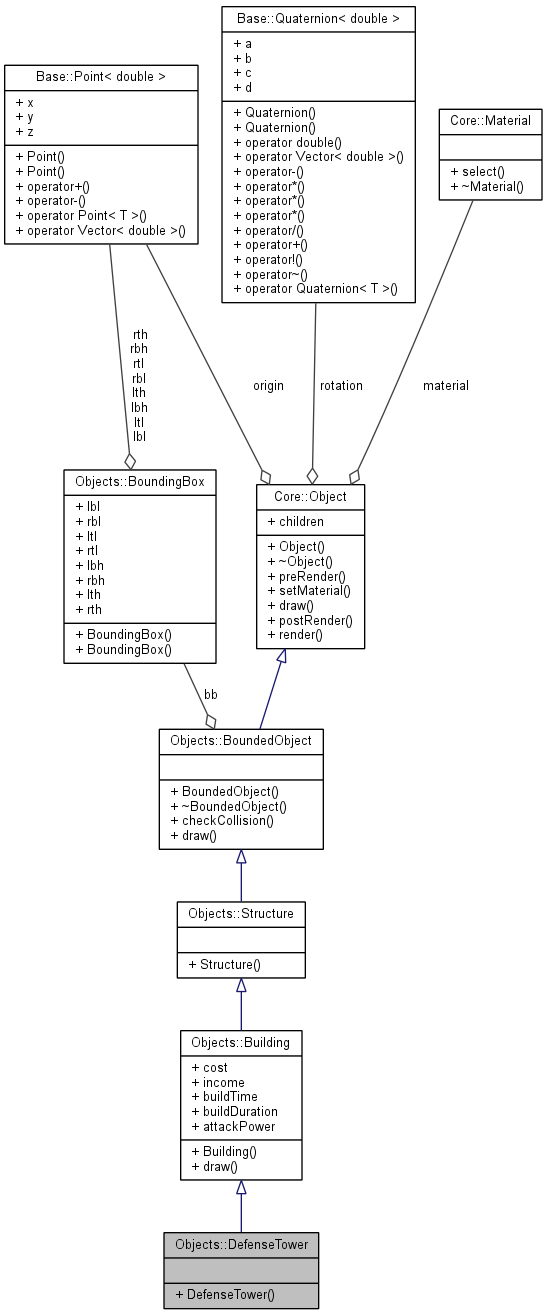 Base::Quaternion< double >
+ a
+ b
+ c
+ d
+ Quaternion()
+ Quaternion()
+ operator double()
+ operator Vector< double >()
+ operator-()
+ operator*()
+ operator*()
+ operator*()
+ operator/()
+ operator+()
+ operator!()
+ operator~()
+ operator Quaternion< T >()
Base::Point< double >
+ x
+ y
+ z
+ Point()
+ Point()
+ operator+()
+ operator-()
+ operator Point< T >()
+ operator Vector< double >()
Core::Material
+ select()
+ ~Material()
rth
rbh
rtl
rbl
lth
lbh
ltl
lbl
origin
rotation
material
Objects::BoundingBox
+ lbl
+ rbl
+ ltl
+ rtl
+ lbh
+ rbh
+ lth
+ rth
+ BoundingBox()
+ BoundingBox()
Core::Object
+ children
+ Object()
+ ~Object()
+ preRender()
+ setMaterial()
+ draw()
+ postRender()
+ render()
bb
Objects::BoundedObject
+ BoundedObject()
+ ~BoundedObject()
+ checkCollision()
+ draw()
Objects::Structure
+ Structure()
Objects::Building
+ cost
+ income
+ buildTime
+ buildDuration
+ attackPower
+ Building()
+ draw()
Objects::DefenseTower
+ DefenseTower()